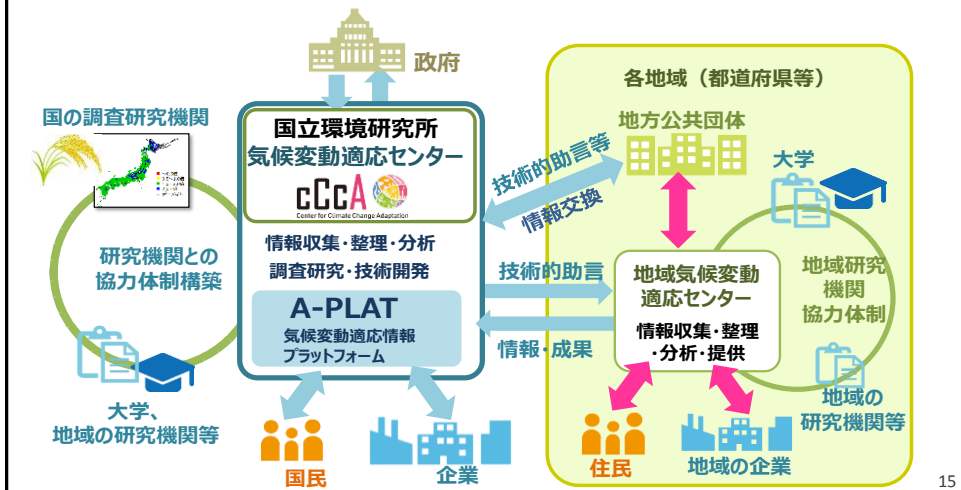 政府
各地域（都道府県等）
国の調査研究機関
国立環境研究所
気候変動適応センター
CCCA
Center for Climate Change Adaptation
地方公共団体
大学
技術的助言等
情報交換
研究機関との
協力体制構築
情報収集・整理・分析
調査研究・技術開発
技術的助言
地域気候変動
適応センター
地域研究
機関
協力体制
A-PLAT
気候変動適応情報
プラットフォーム
情報・成果
情報収集・整理
・分析・提供
大学、
地域の研究機関等
地域の
研究機関等
国民
企業
住民
地域の企業
15